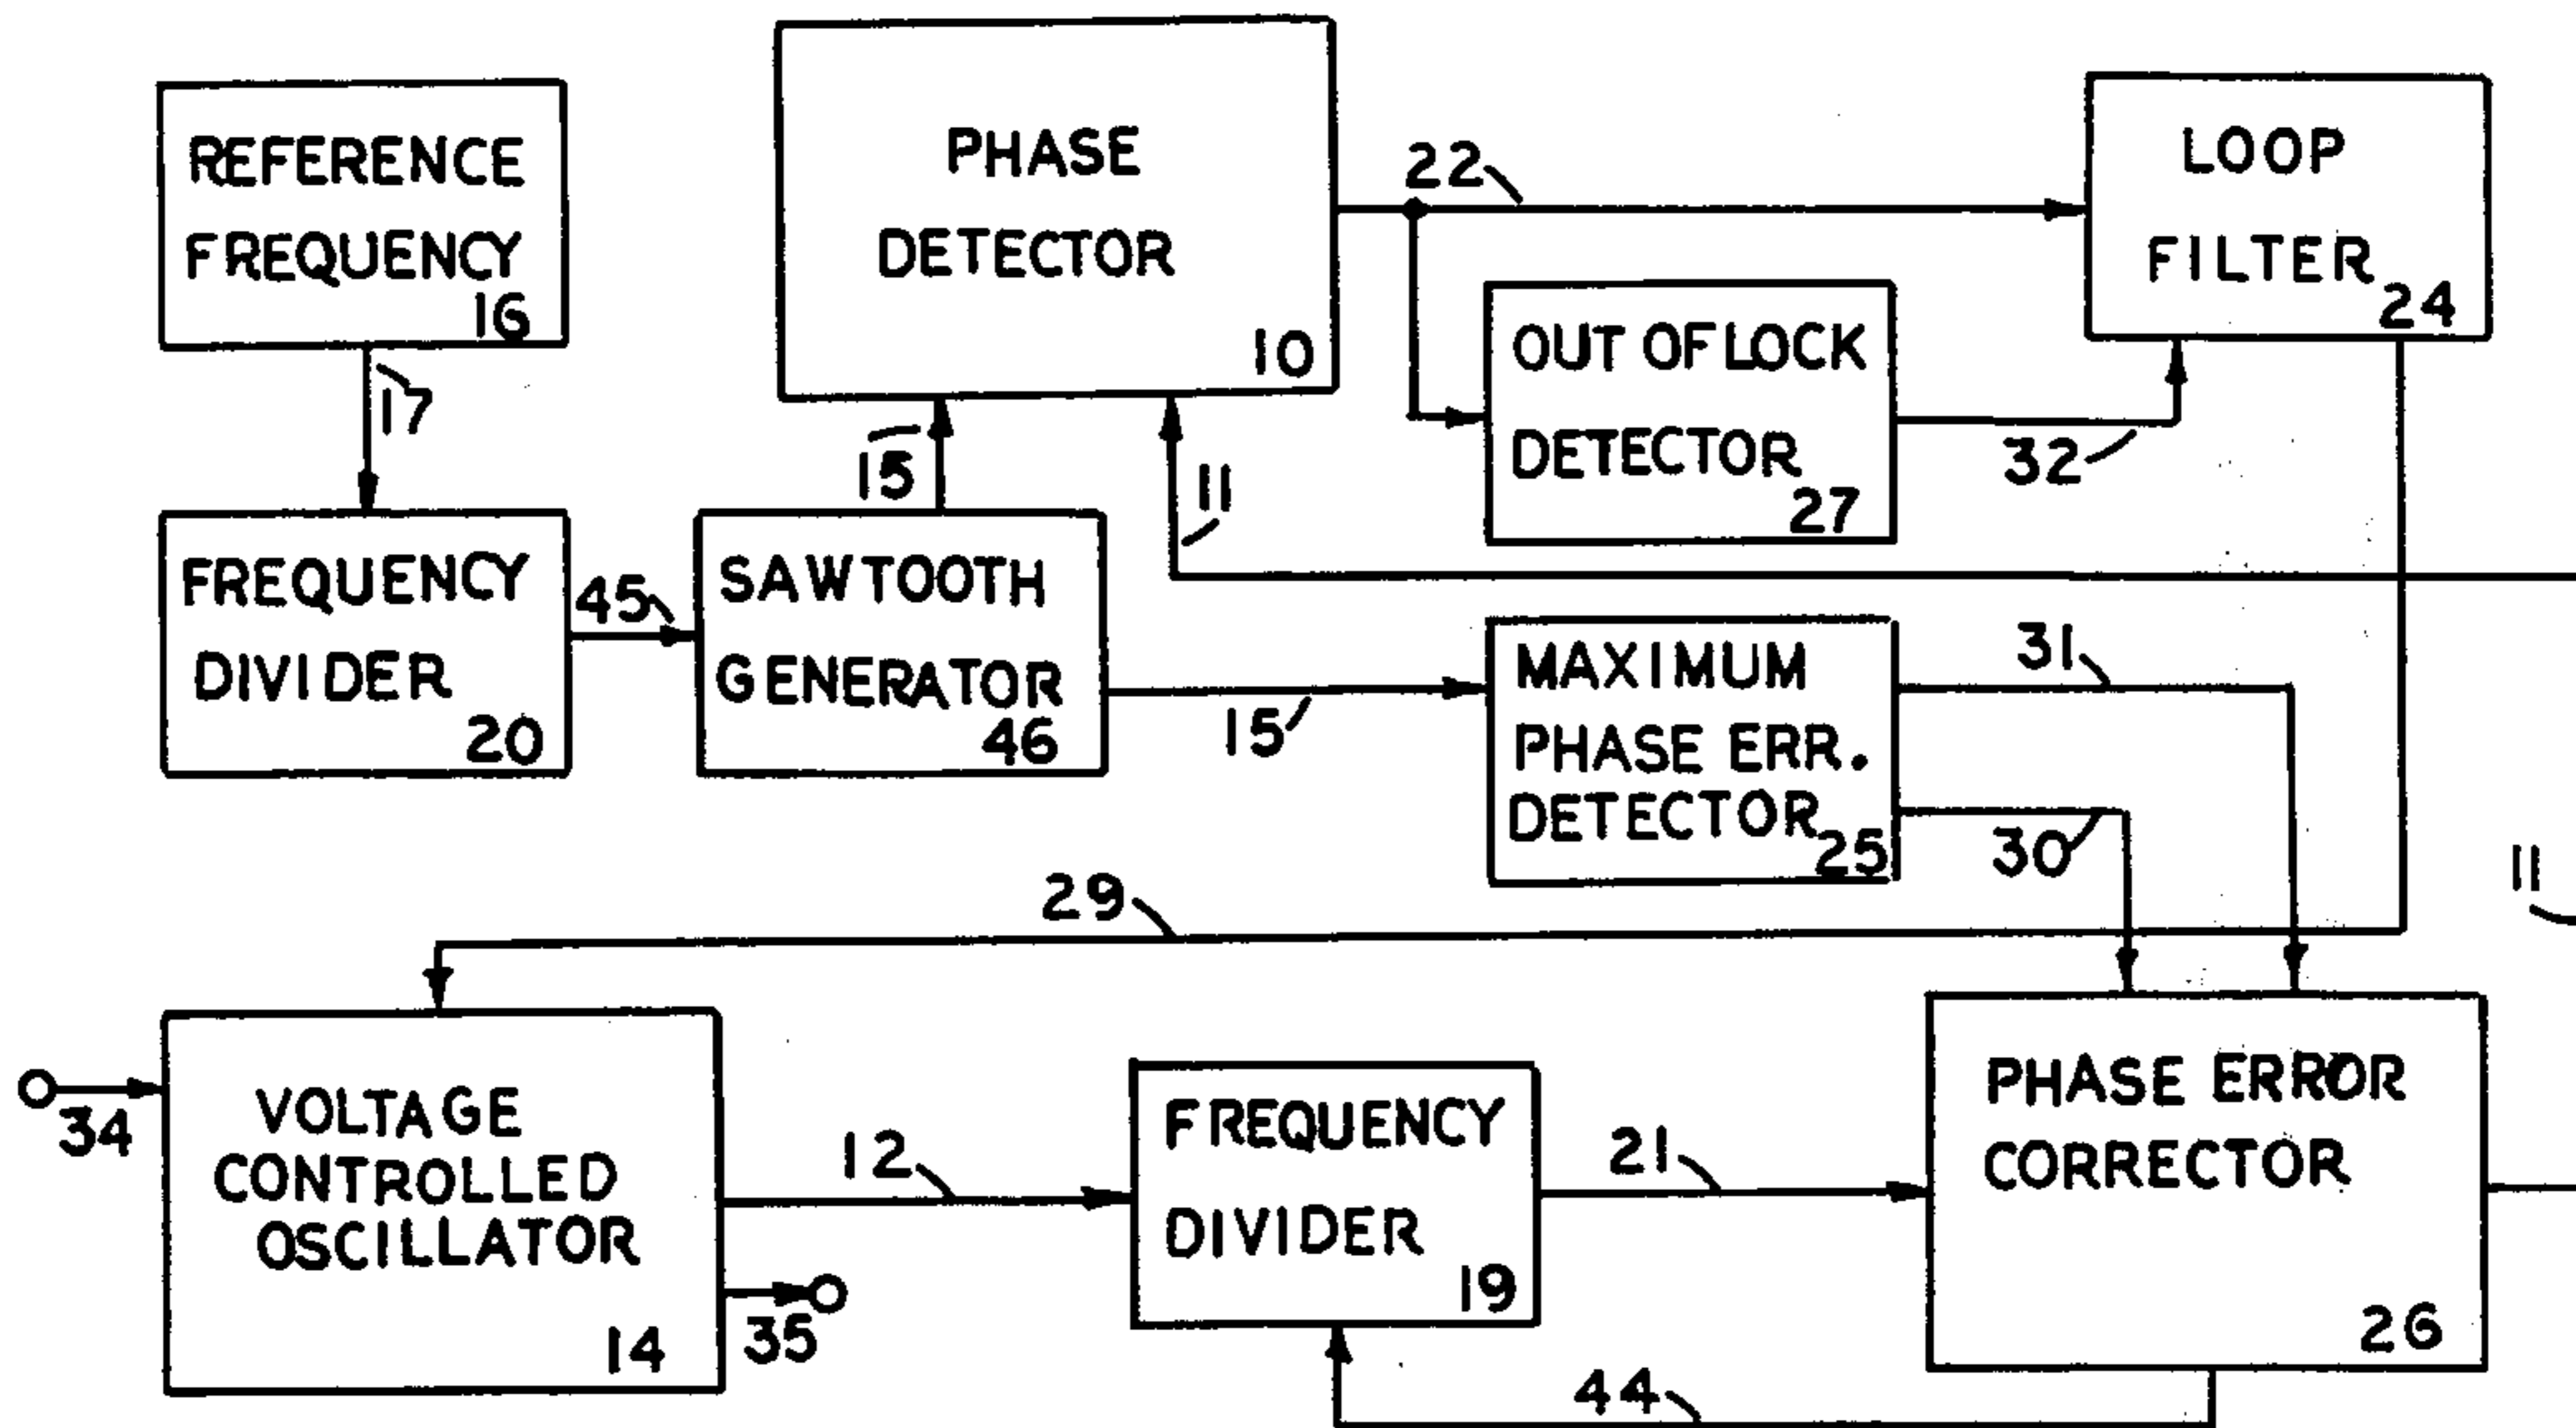 REFERENCE
FREQUENCY
16
17
PHASE
DETECTOR
10
22
LOOP
FILTER
24
OUT OF LOCK
DETECTOR
27
32
15
11
FREQUENCY
DIVIDER
20
45
SAWTOOTH
GENERATOR
46
15
MAXIMUM
PHASE ERR.
DETECTOR
25
31
30
11
29
34
VOLTAGE
CONTROLLED
OSCILLATOR
14
12
35
FREQUENCY
DIVIDER
19
21
PHASE ERROR
CORRECTOR
26
44